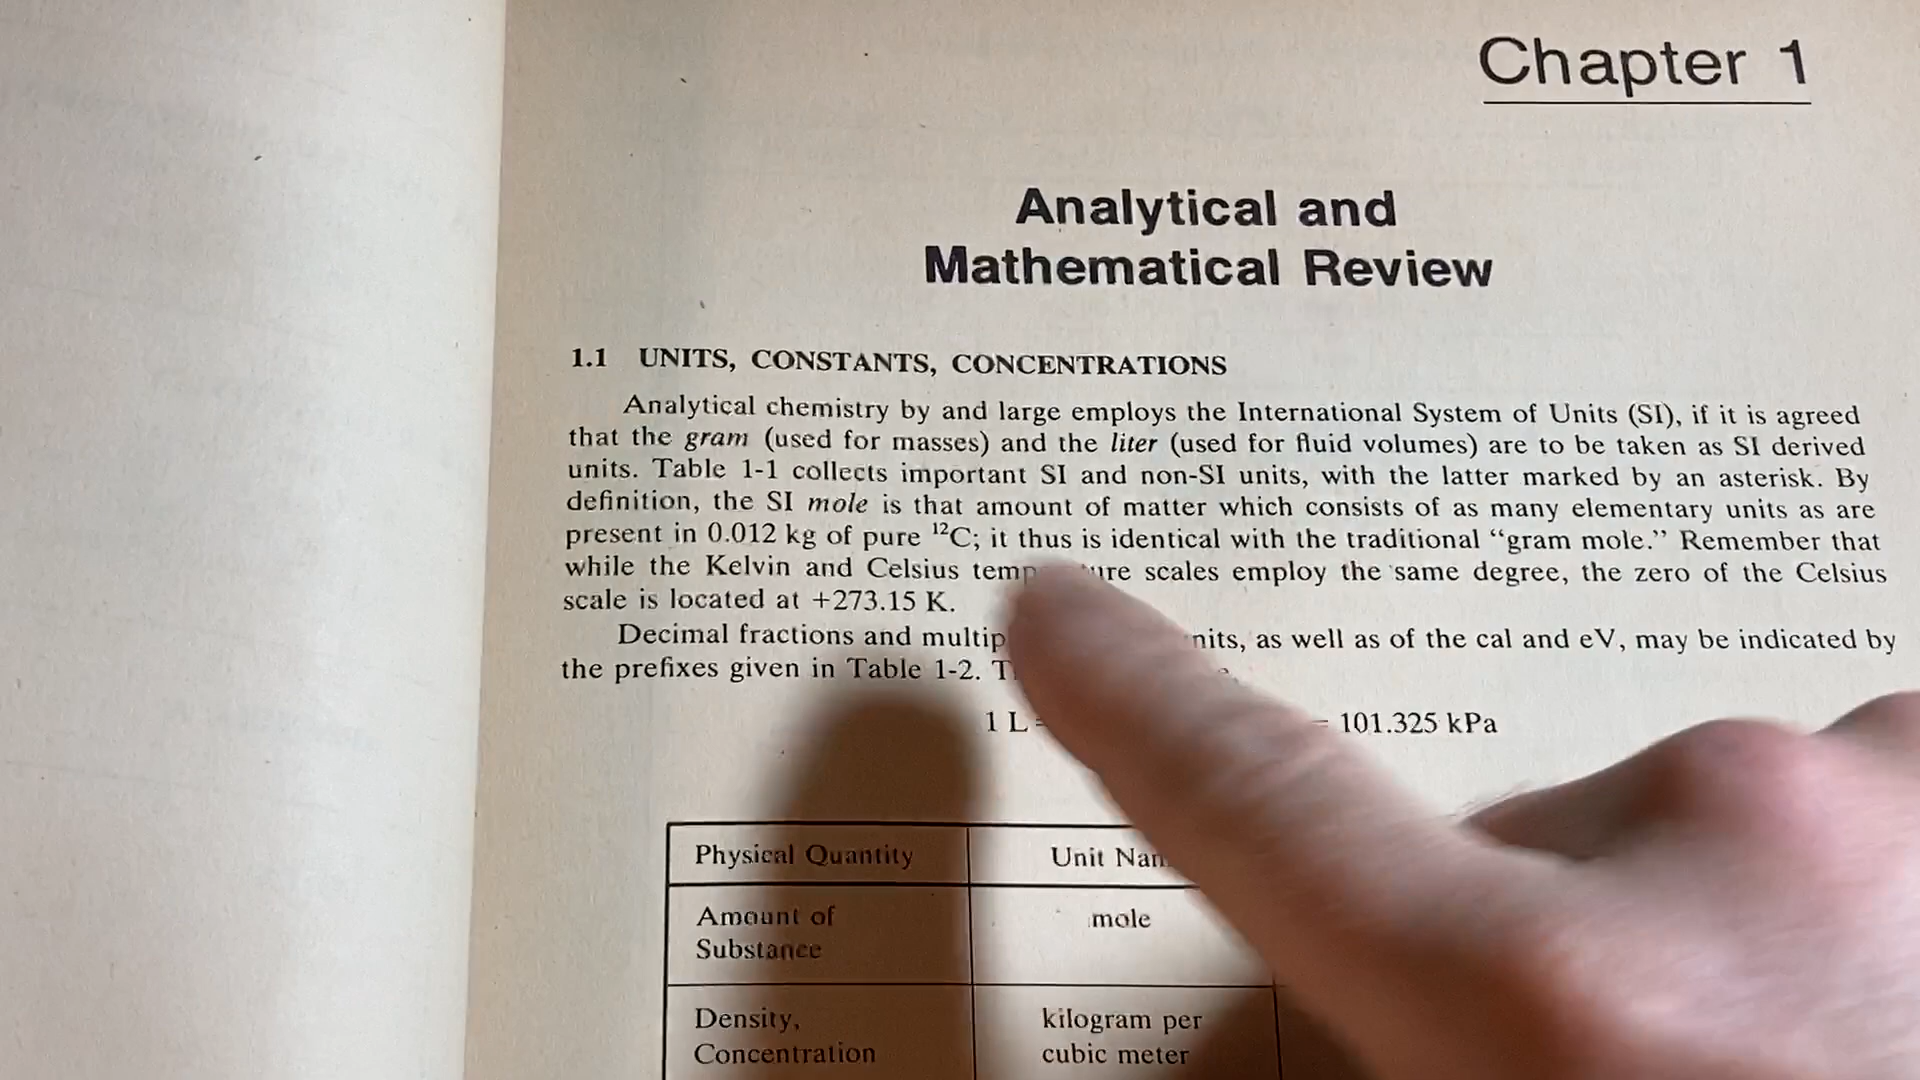 Chapter 1
Analytical and
Mathematical Review
1.1 UNITS, CONSTANTS, CONCENTRATIONS
Analytical chemistry by and large employs the International System of Units (SI), if it is agreed
that the gram (used for masses) and the liter (used for fluid volumes) are to be taken as SI derived
units. Table 1-1 collects important SI and non-SI units, with the latter marked by an asterisk. By
definition, the SI mole is that amount of matter which consists of as many elementary units as are
present in 0.012 kg of pure ¹²C; it thus is identical with the traditional “gram mole.” Remember that
while the Kelvin and Celsius scales employ the same degree, the zero of the Celsius
scale is located at +273.15 K.
Decimal fractions and as well as of the cal and eV, may be indicated by
the prefixes given in Table 1-2.
1 L = = 101.325 kPa
Physical Quantity Unit
Amount of mole
Substance
Density, kilogram per
Concentration cubic meter